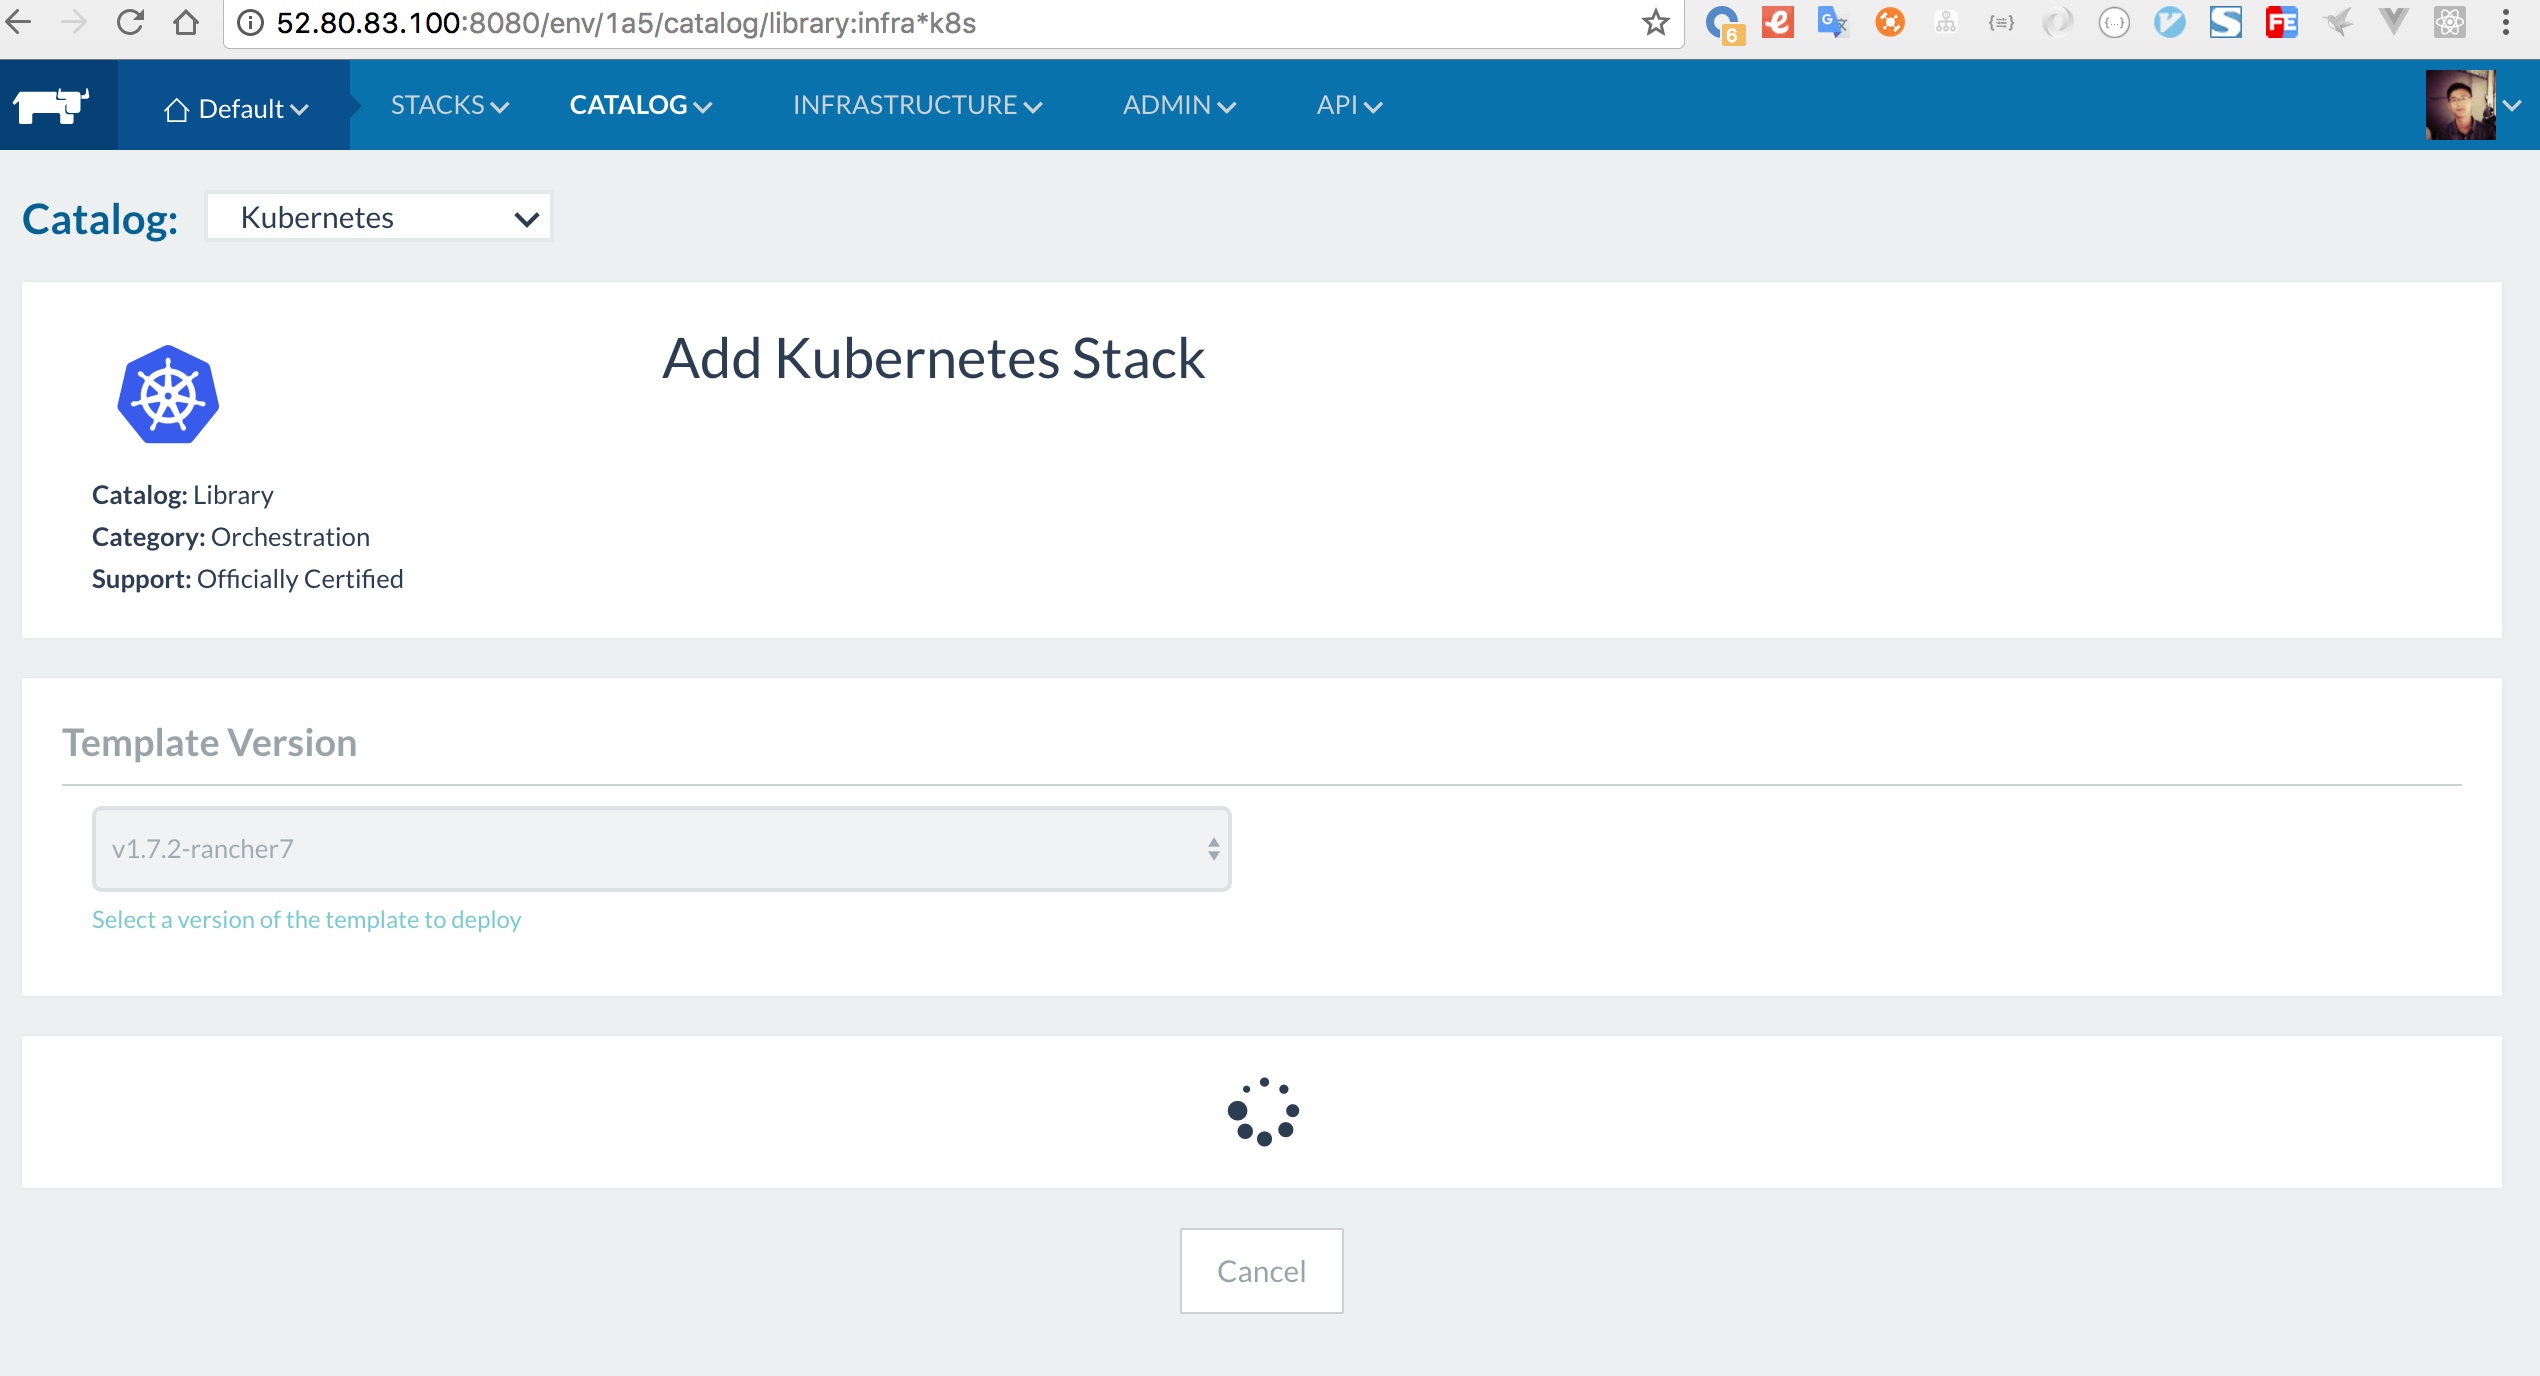 52.80.83.100:8080/env/1a5/catalog/library:infra*k8s
6
FE
Default
STACKS
CATALOG
INFRASTRUCTURE
ADMIN
API
Catalog:
Kubernetes
Add Kubernetes Stack
Catalog: Library
Category: Orchestration
Support: Officially Certified
Template Version
v1.7.2-rancher7
Select a version of the template to deploy
Cancel